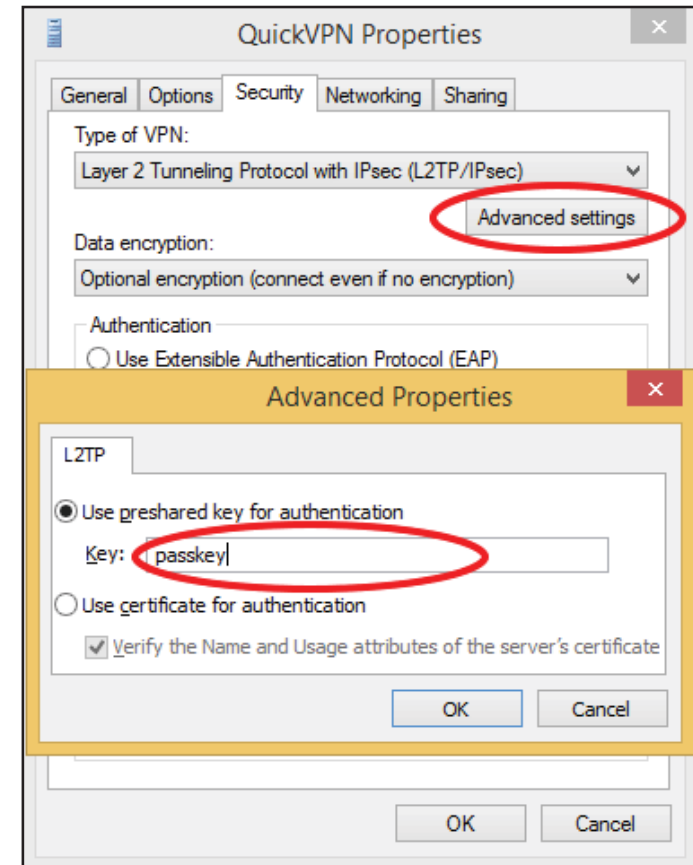 QuickVPN Properties
General Options Security Networking Sharing
Type of VPN:
Layer 2 Tunneling Protocol with IPsec (L2TP/IPsec)
Advanced settings
Data encryption:
Optional encryption (connect even if no encryption)
Authentication
Use Extensible Authentication Protocol (EAP)
Advanced Properties
L2TP
Use preshared key for authentication
Key: passkey
Use certificate for authentication
Verify the Name and Usage attributes of the server's certificate
OK Cancel
OK Cancel